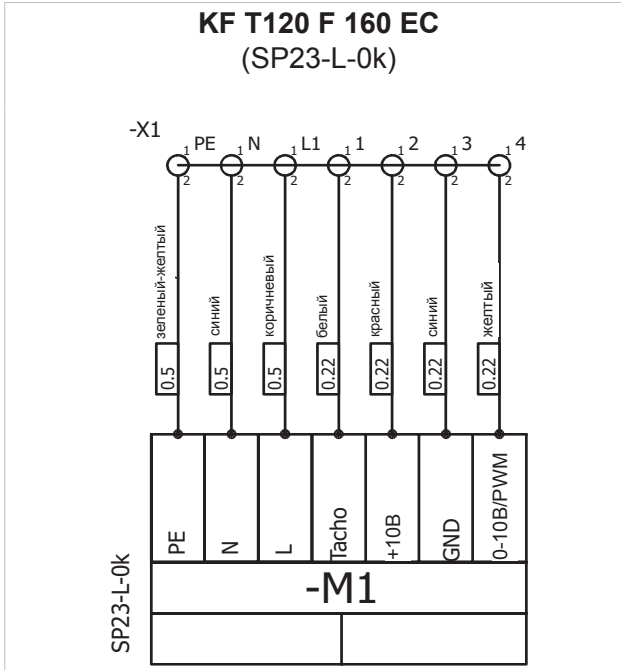 KF T120 F 160 EC
(SP23-L-0k)
-X1
1 PE 1 N 1 L1 1 1 1 2 1 3 1 4
2 2 2 2 2 2 2
зеленый-желтый
синий
коричневый
белый
красный
синий
желтый
0.5
0.5
0.5
0.22
0.22
0.22
0.22
PE
N
L
Tacho
+10В
GND
0-10В/PWM
-M1
SP23-L-0k